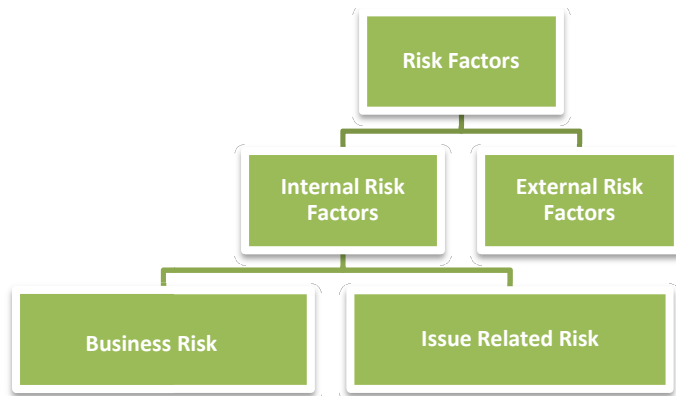 Risk Factors
Internal Risk
Factors
External Risk
Factors
Business Risk
Issue Related Risk